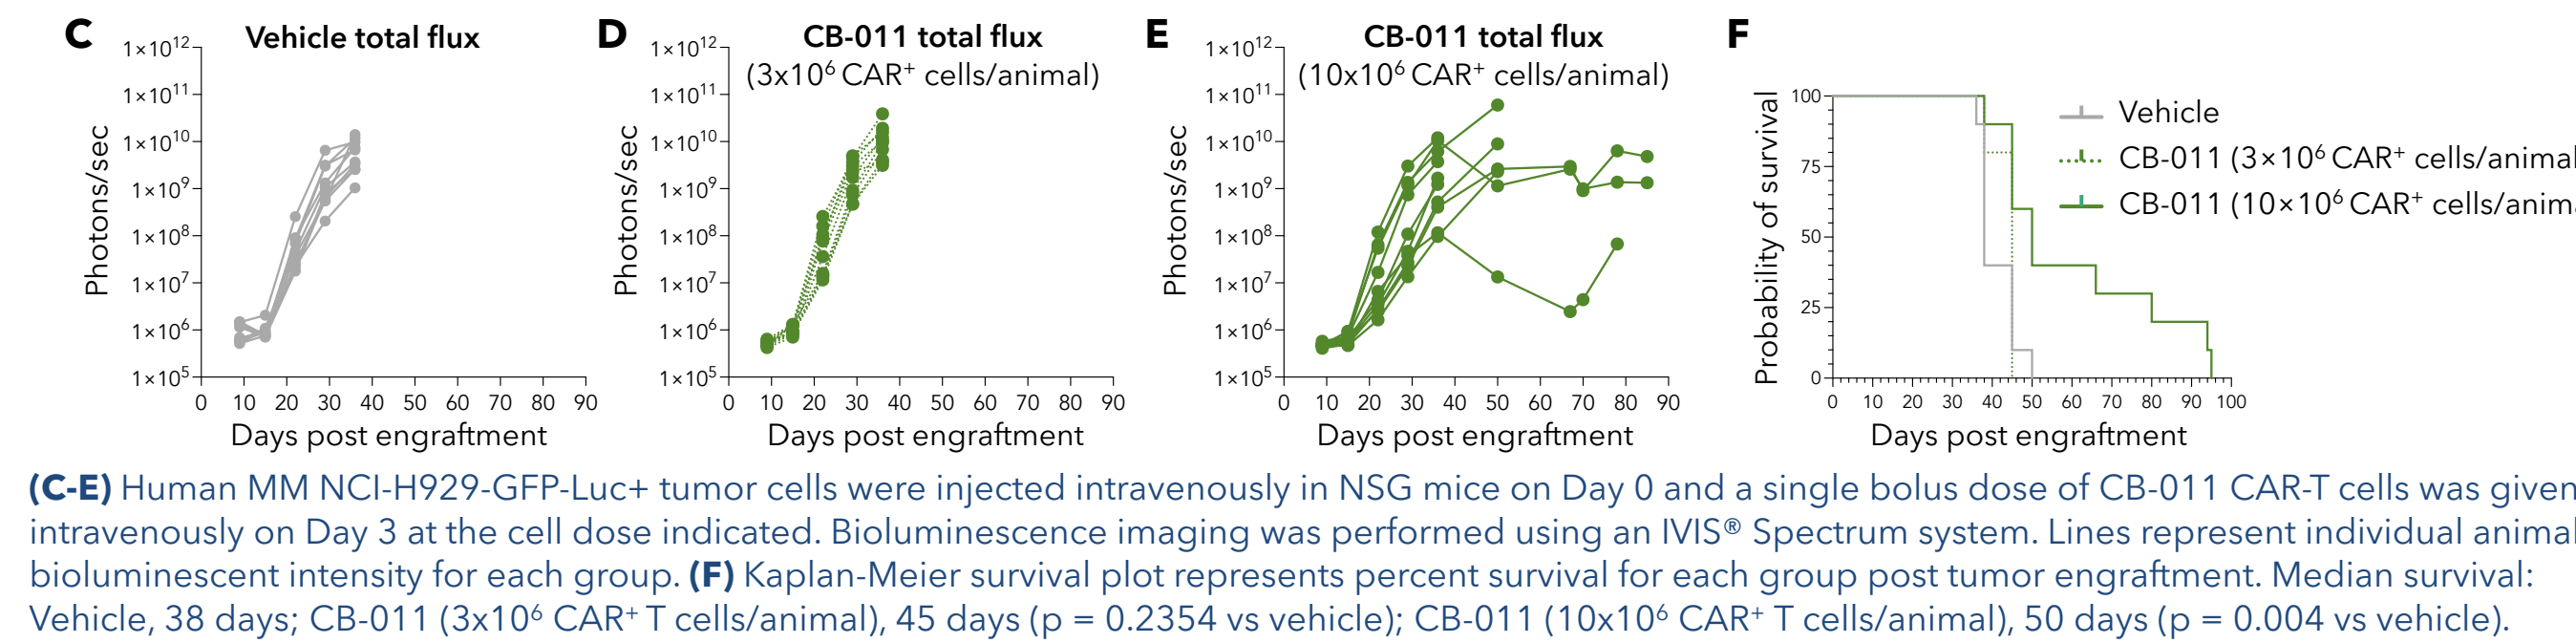 C
Vehicle total flux
1×10¹²
1×10¹¹
1×10¹⁰
1×10⁹
1×10⁸
1×10⁷
1×10⁶
1×10⁵
Photons/sec
0 10 20 30 40 50 60 70 80 90
Days post engraftment
D
CB-011 total flux
(3x10⁶ CAR⁺ cells/animal)
1×10¹²
1×10¹¹
1×10¹⁰
1×10⁹
1×10⁸
1×10⁷
1×10⁶
1×10⁵
Photons/sec
0 10 20 30 40 50 60 70 80 90
Days post engraftment
E
CB-011 total flux
(10x10⁶ CAR⁺ cells/animal)
1×10¹²
1×10¹¹
1×10¹⁰
1×10⁹
1×10⁸
1×10⁷
1×10⁶
1×10⁵
Photons/sec
0 10 20 30 40 50 60 70 80 90
Days post engraftment
F
100
75
50
25
0
Probability of survival
0 10 20 30 40 50 60 70 80 90 100
Days post engraftment
Vehicle
CB-011 (3×10⁶ CAR⁺ cells/animal
CB-011 (10×10⁶ CAR⁺ cells/anima
(C-E) Human MM NCI-H929-GFP-Luc+ tumor cells were injected intravenously in NSG mice on Day 0 and a single bolus dose of CB-011 CAR-T cells was given
intravenously on Day 3 at the cell dose indicated. Bioluminescence imaging was performed using an IVIS® Spectrum system. Lines represent individual animal
bioluminescent intensity for each group. (F) Kaplan-Meier survival plot represents percent survival for each group post tumor engraftment. Median survival:
Vehicle, 38 days; CB-011 (3x10⁶ CAR⁺ T cells/animal), 45 days (p = 0.2354 vs vehicle); CB-011 (10x10⁶ CAR⁺ T cells/animal), 50 days (p = 0.004 vs vehicle).